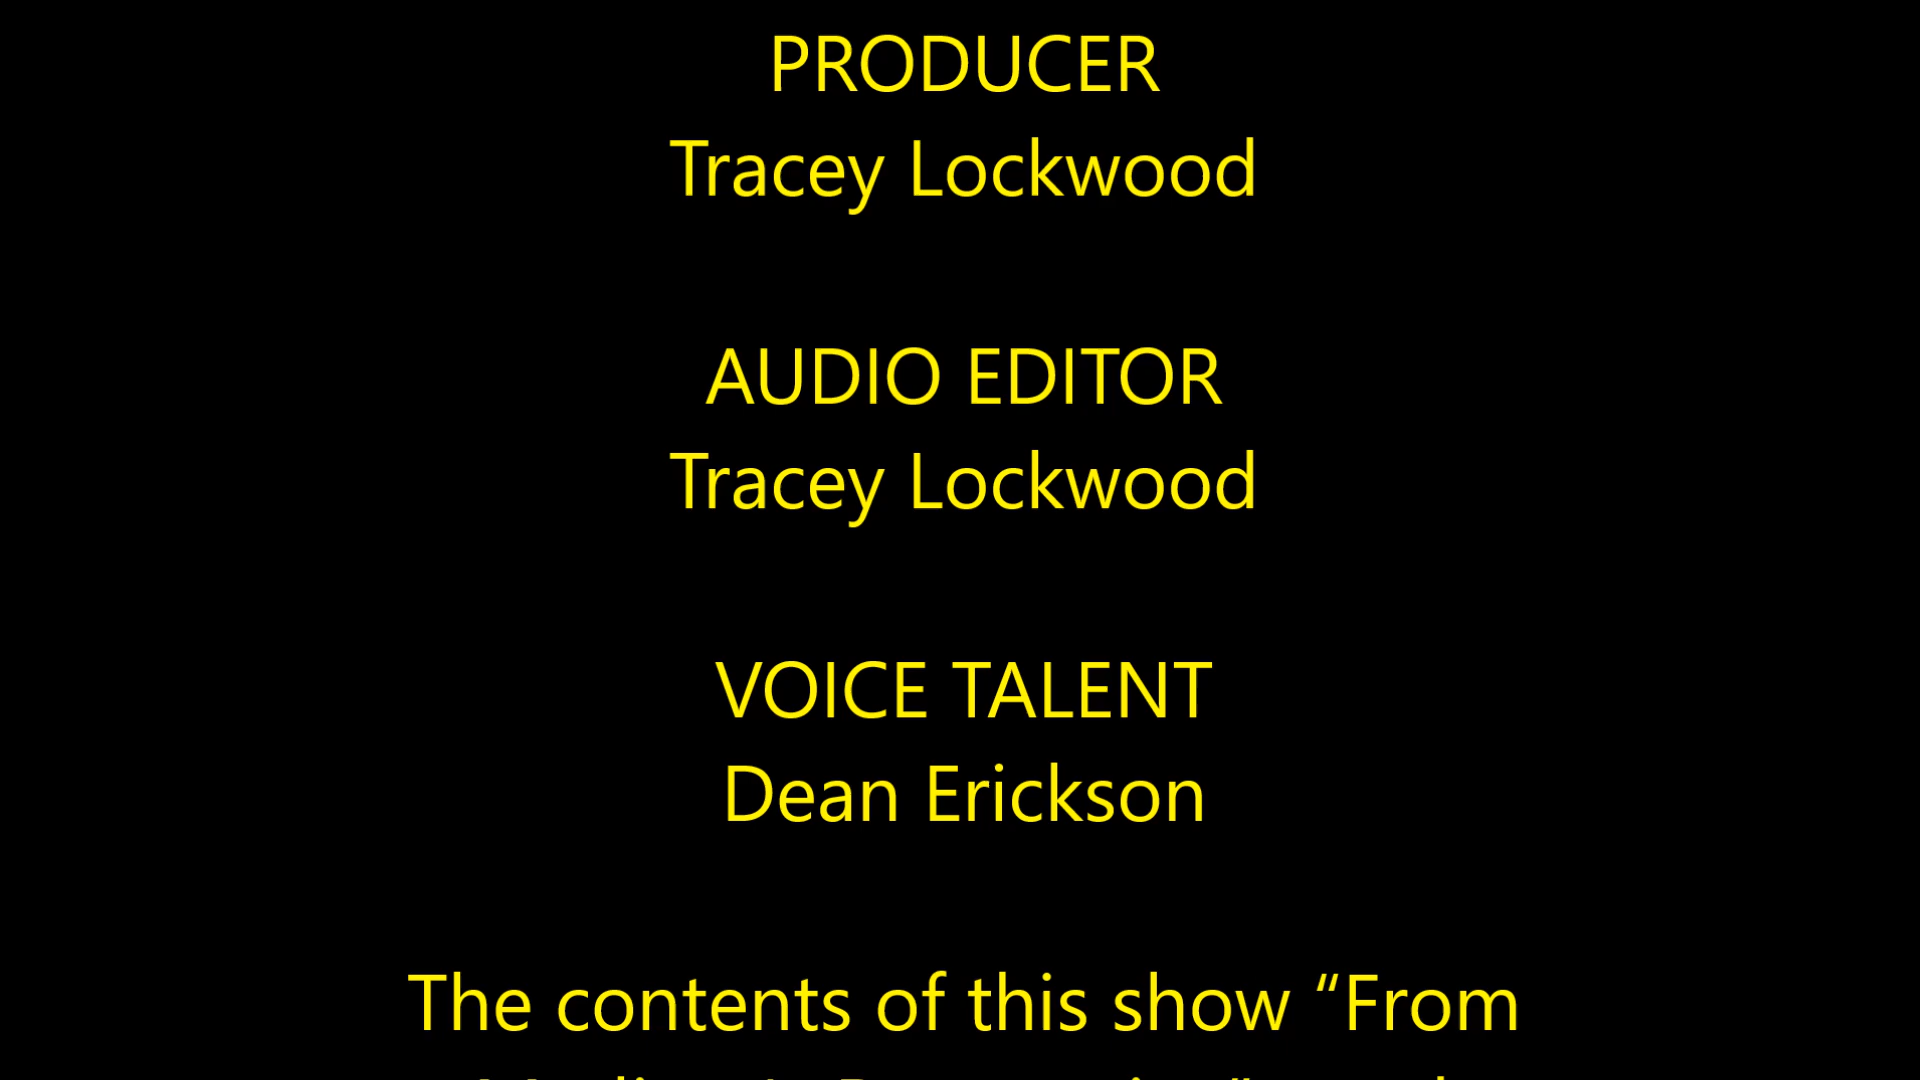 PRODUCER
Tracey Lockwood
AUDIO EDITOR
Tracey Lockwood
VOICE TALENT
Dean Erickson
The contents of this show “From